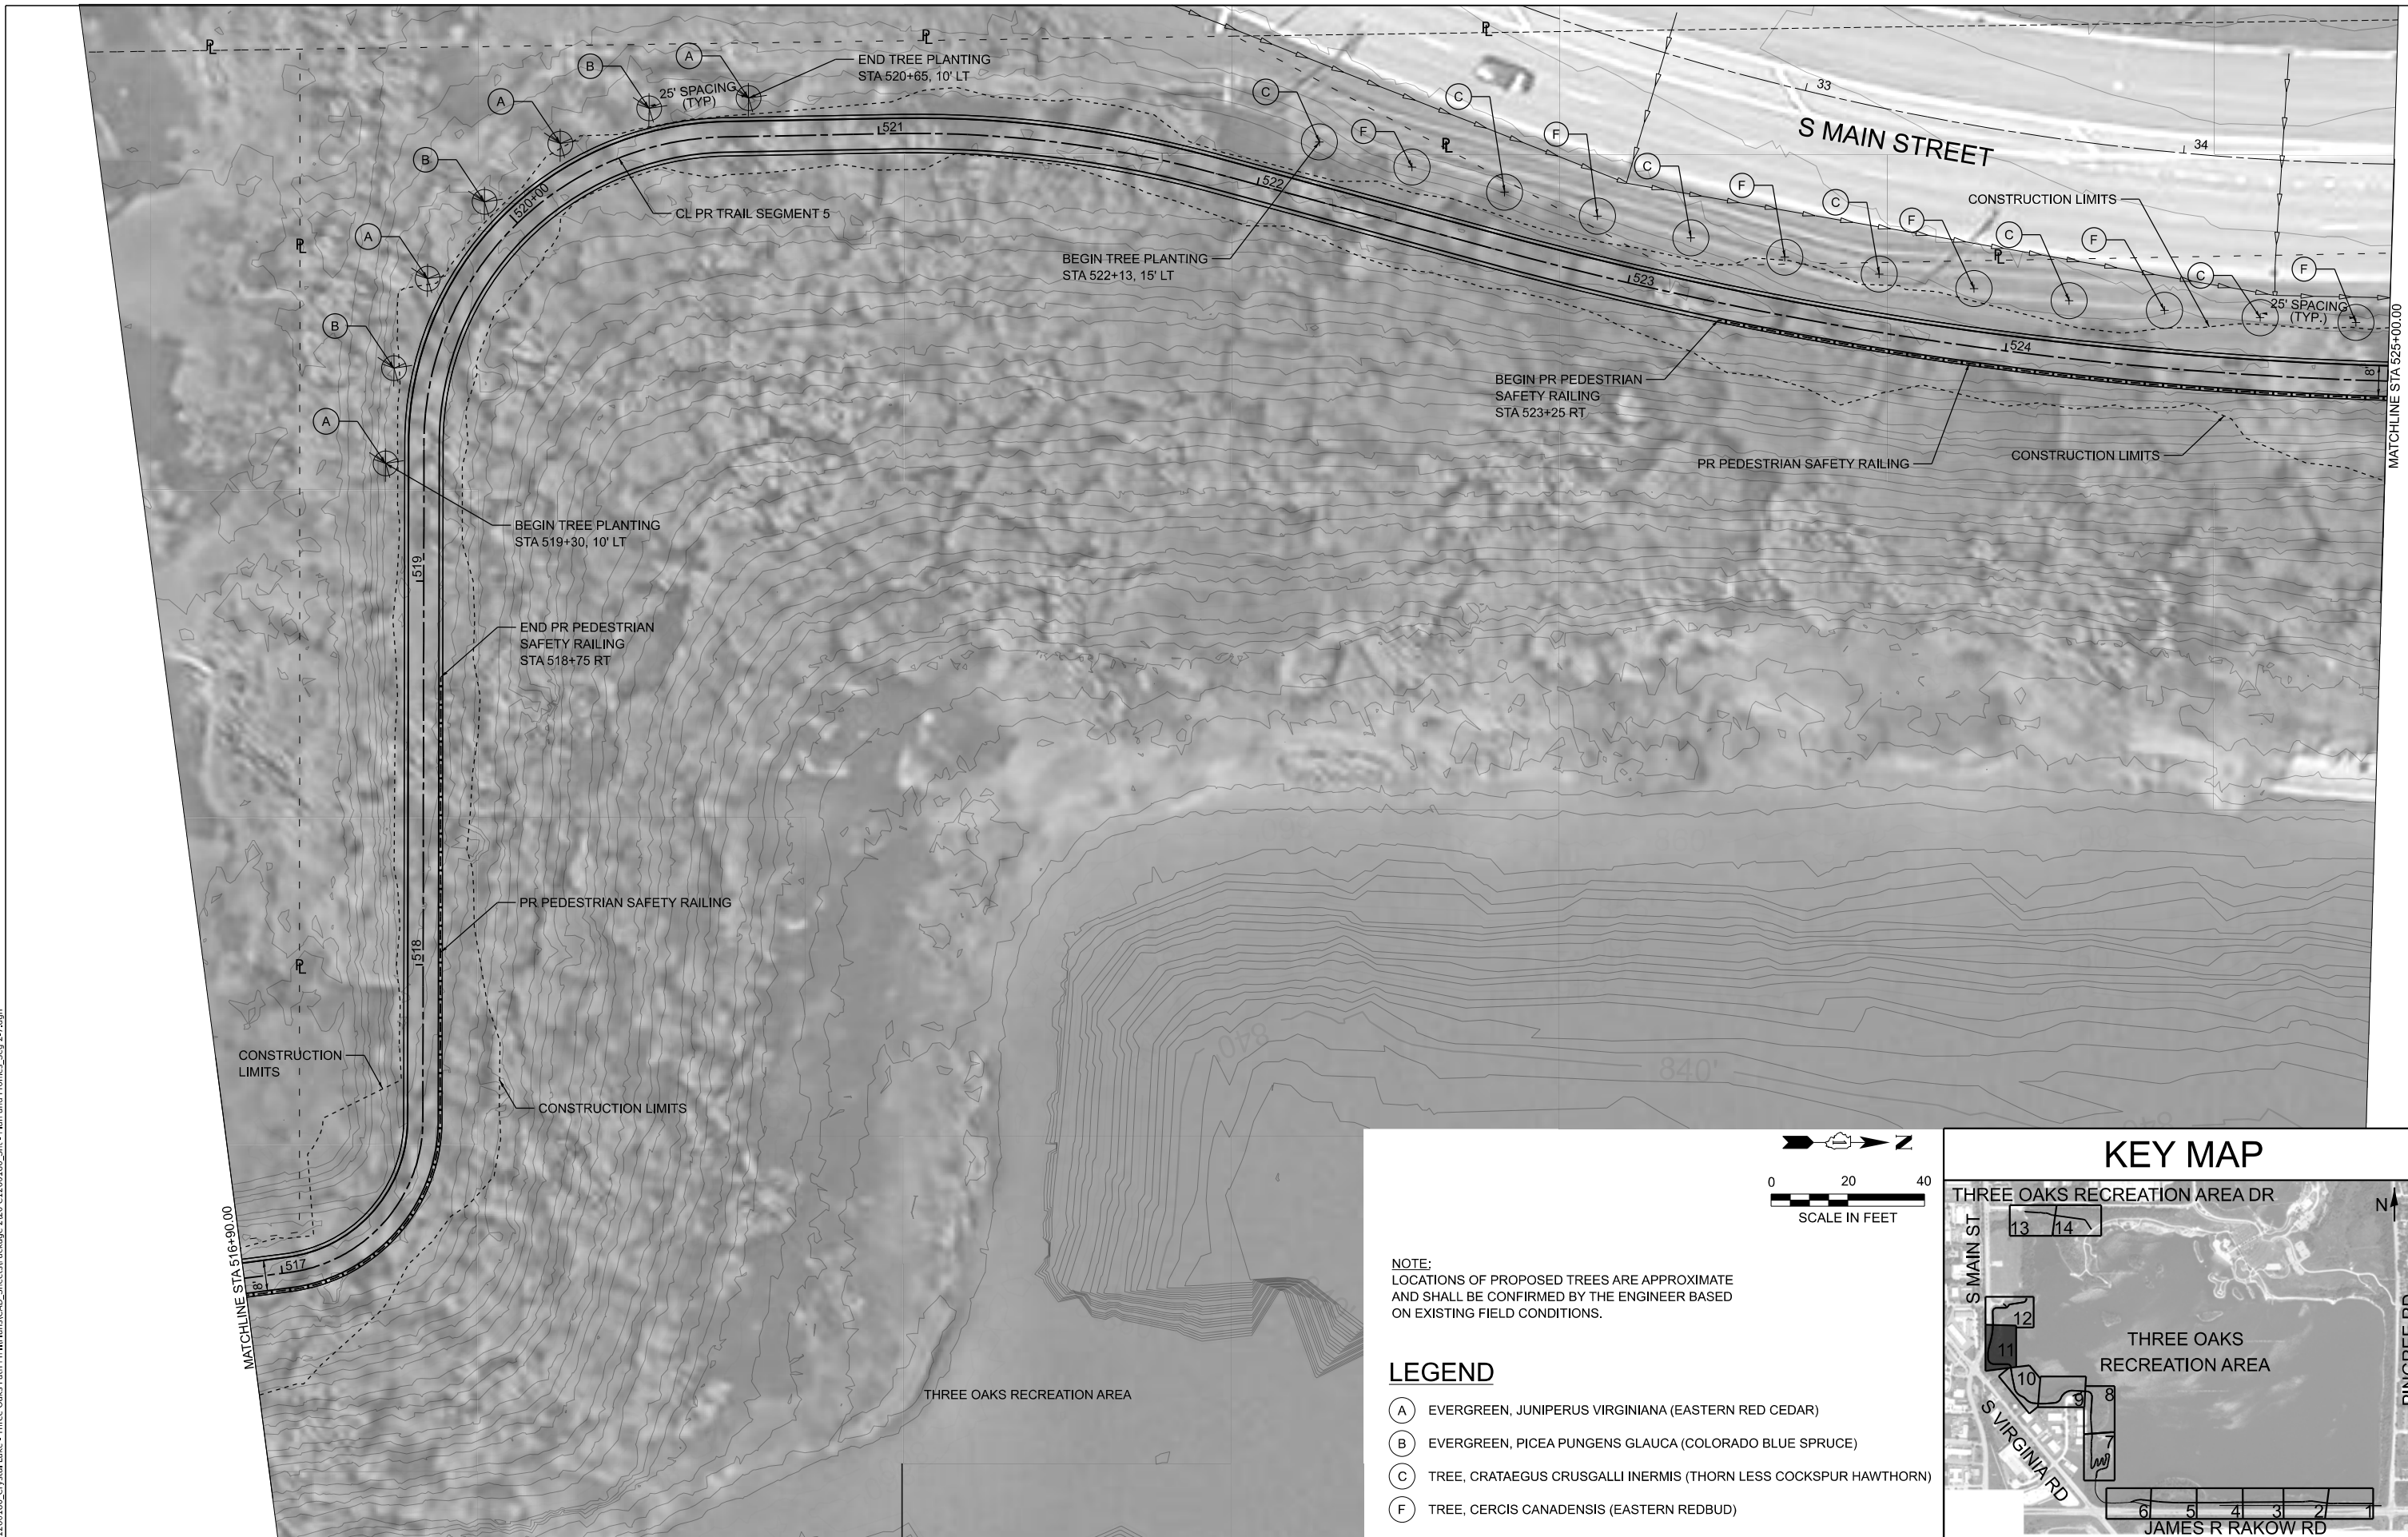 A
B
END TREE PLANTING
STA 520+65, 10' LT
25' SPACING
(TYP)
A
B
A
B
A
521
520+00
CL PR TRAIL SEGMENT 5
C
C
F
F
C
F
C
F
C
F
C
F
33
34
S MAIN STREET
CONSTRUCTION LIMITS
25' SPACING
(TYP.)
522
BEGIN TREE PLANTING
STA 522+13, 15' LT
523
524
8'
MATCHLINE STA 525+00.00
BEGIN PR PEDESTRIAN
SAFETY RAILING
STA 523+25 RT
PR PEDESTRIAN SAFETY RAILING
CONSTRUCTION LIMITS
BEGIN TREE PLANTING
STA 519+30, 10' LT
519
END PR PEDESTRIAN
SAFETY RAILING
STA 518+75 RT
PR PEDESTRIAN SAFETY RAILING
518
CONSTRUCTION
LIMITS
CONSTRUCTION LIMITS
517
8'
MATCHLINE STA 516+90.00
840
840'
THREE OAKS RECREATION AREA
0 20 40
SCALE IN FEET
NOTE:
LOCATIONS OF PROPOSED TREES ARE APPROXIMATE
AND SHALL BE CONFIRMED BY THE ENGINEER BASED
ON EXISTING FIELD CONDITIONS.
LEGEND
A EVERGREEN, JUNIPERUS VIRGINIANA (EASTERN RED CEDAR)
B EVERGREEN, PICEA PUNGENS GLAUCA (COLORADO BLUE SPRUCE)
C TREE, CRATAEGUS CRUSGALLI INERMIS (THORN LESS COCKSPUR HAWTHORN)
F TREE, CERCIS CANADENSIS (EASTERN REDBUD)
KEY MAP
THREE OAKS RECREATION AREA DR
N
S MAIN ST
13 14
12
11
10
9
8
7
THREE OAKS
RECREATION AREA
S VIRGINIA RD
6 5 4 3 2 1
JAMES R RAKOW RD